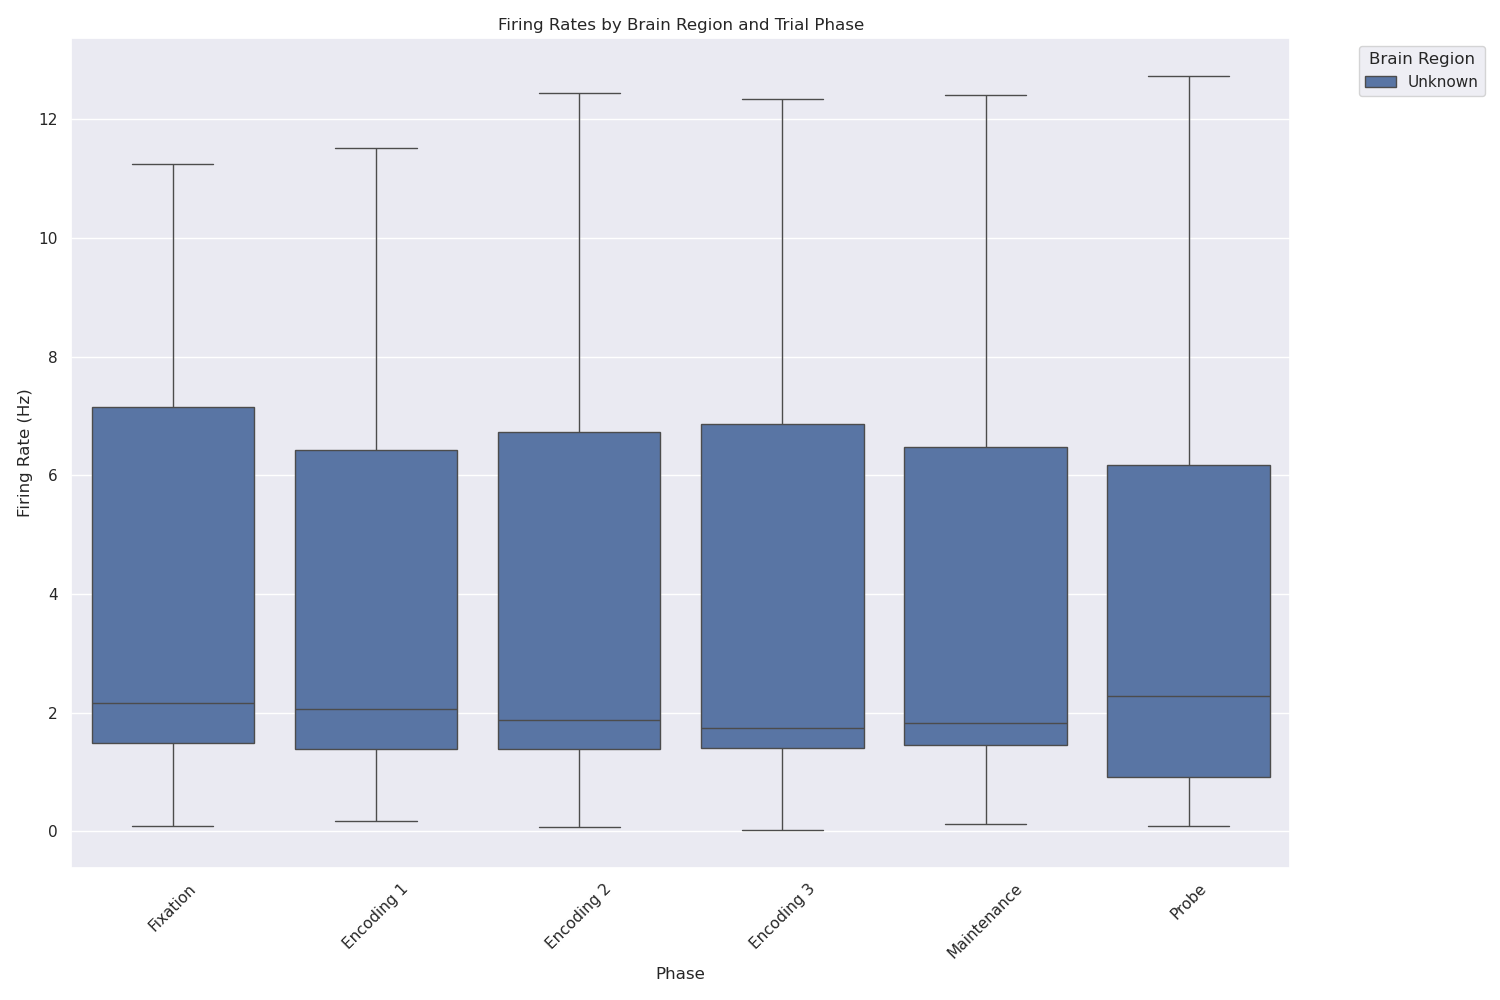 Firing Rates by Brain Region and Trial Phase
Brain Region
Unknown
Firing Rate (Hz)
12
10
8
6
4
2
0
Fixation
Encoding 1
Encoding 2
Encoding 3
Maintenance
Probe
Phase